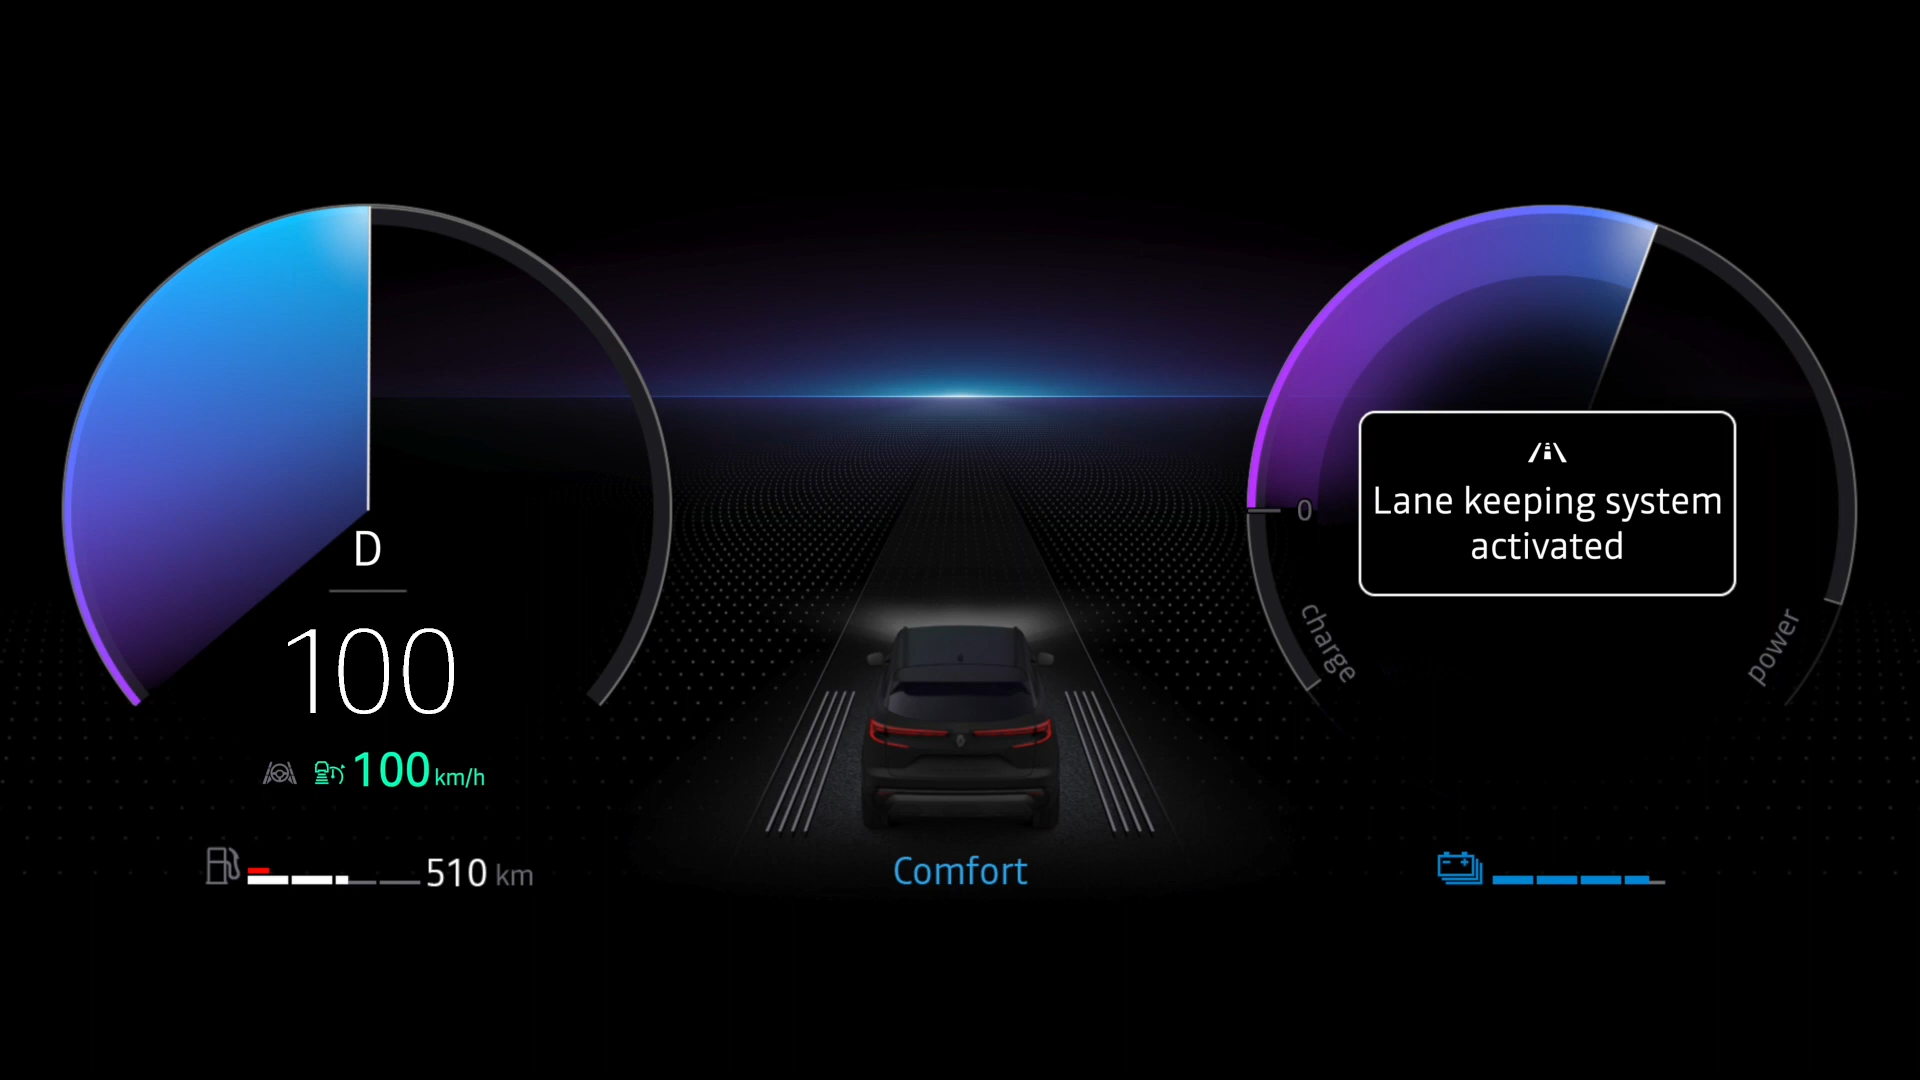 D
100
100 km/h
510 km
Comfort
0
Lane keeping system
activated
charge
power